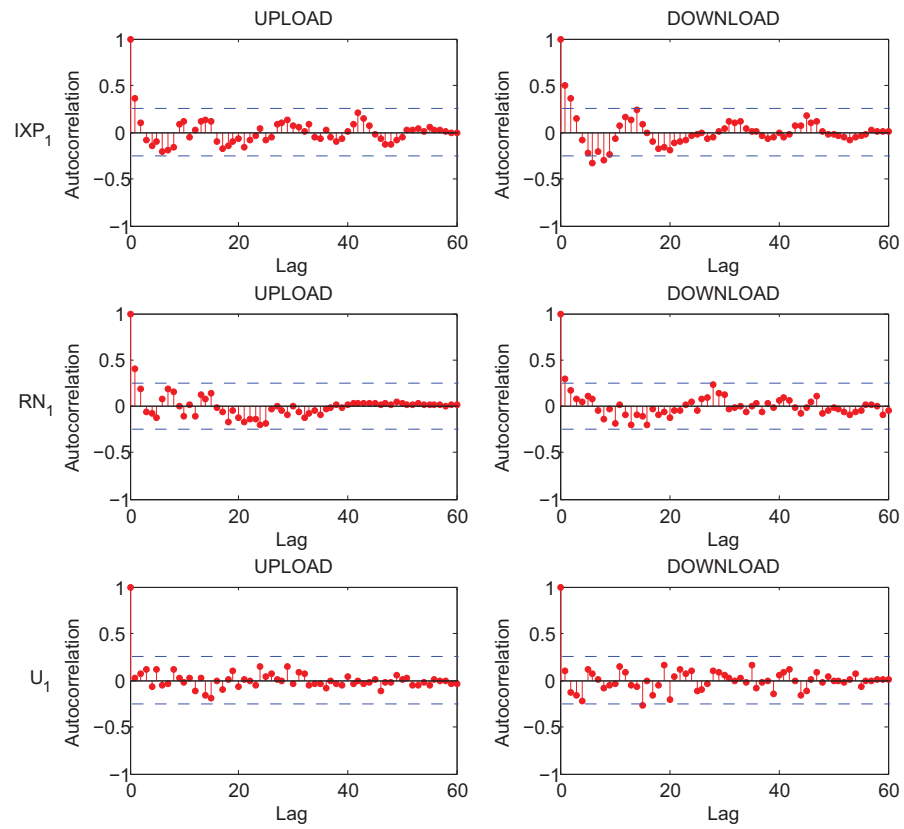 UPLOAD DOWNLOAD
1 1
0.5 0.5
IXP1 Autocorrelation 0 Autocorrelation 0
−0.5 −0.5
−1 −1
0 20 40 60 0 20 40 60
Lag Lag
UPLOAD DOWNLOAD
1 1
0.5 0.5
RN1 Autocorrelation 0 Autocorrelation 0
−0.5 −0.5
−1 −1
0 20 40 60 0 20 40 60
Lag Lag
UPLOAD DOWNLOAD
1 1
0.5 0.5
U1 Autocorrelation 0 Autocorrelation 0
−0.5 −0.5
−1 −1
0 20 40 60 0 20 40 60
Lag Lag